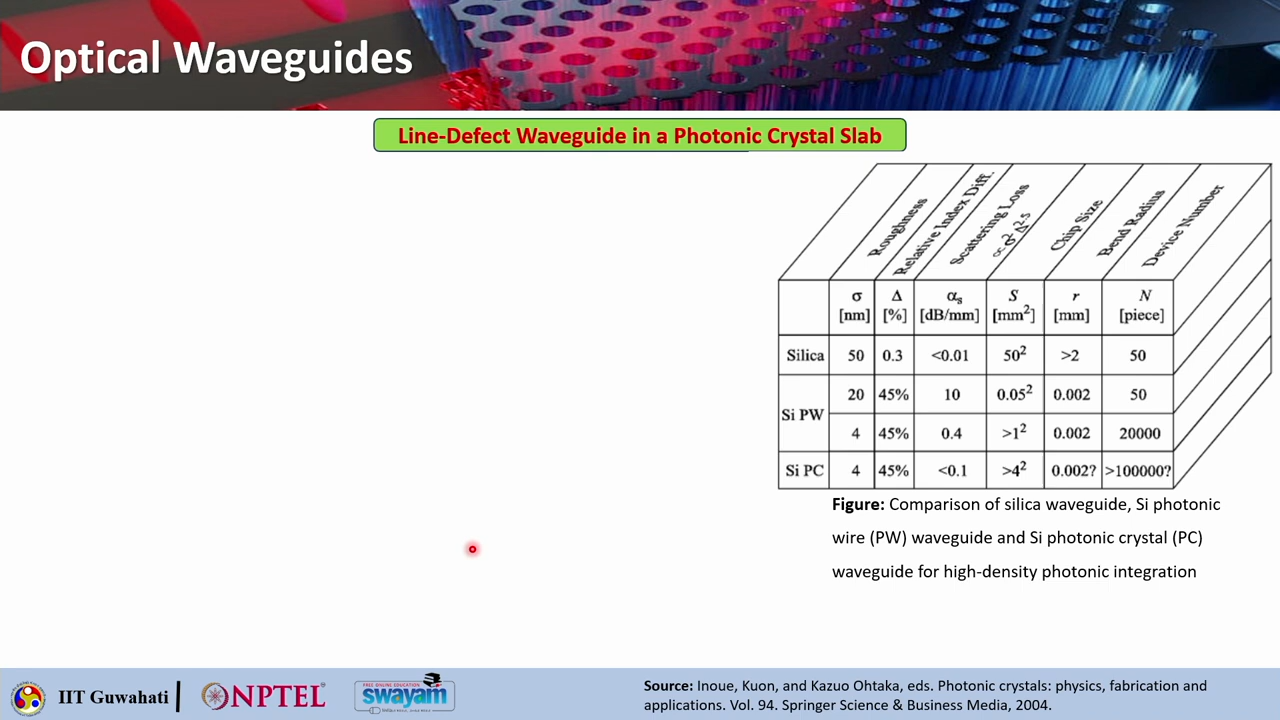 Optical Waveguides
Line-Defect Waveguide in a Photonic Crystal Slab
Roughness
Relative Index Diff.
Scattering Loss
∝ σ² Δ²·⁵
Chip Size
Bend Radius
Device Number
σ Δ αs S r N
[nm] [%] [dB/mm] [mm²] [mm] [piece]
Silica 50 0.3 <0.01 50² >2 50
Si PW
20 45% 10 0.05² 0.002 50
4 45% 0.4 >1² 0.002 20000
Si PC 4 45% <0.1 >4² 0.002? >100000?
Figure: Comparison of silica waveguide, Si photonic
wire (PW) waveguide and Si photonic crystal (PC)
waveguide for high-density photonic integration
IIT Guwahati
NPTEL
FREE ONLINE EDUCATION
swayam
Source: Inoue, Kuon, and Kazuo Ohtaka, eds. Photonic crystals: physics, fabrication and
applications. Vol. 94. Springer Science & Business Media, 2004.